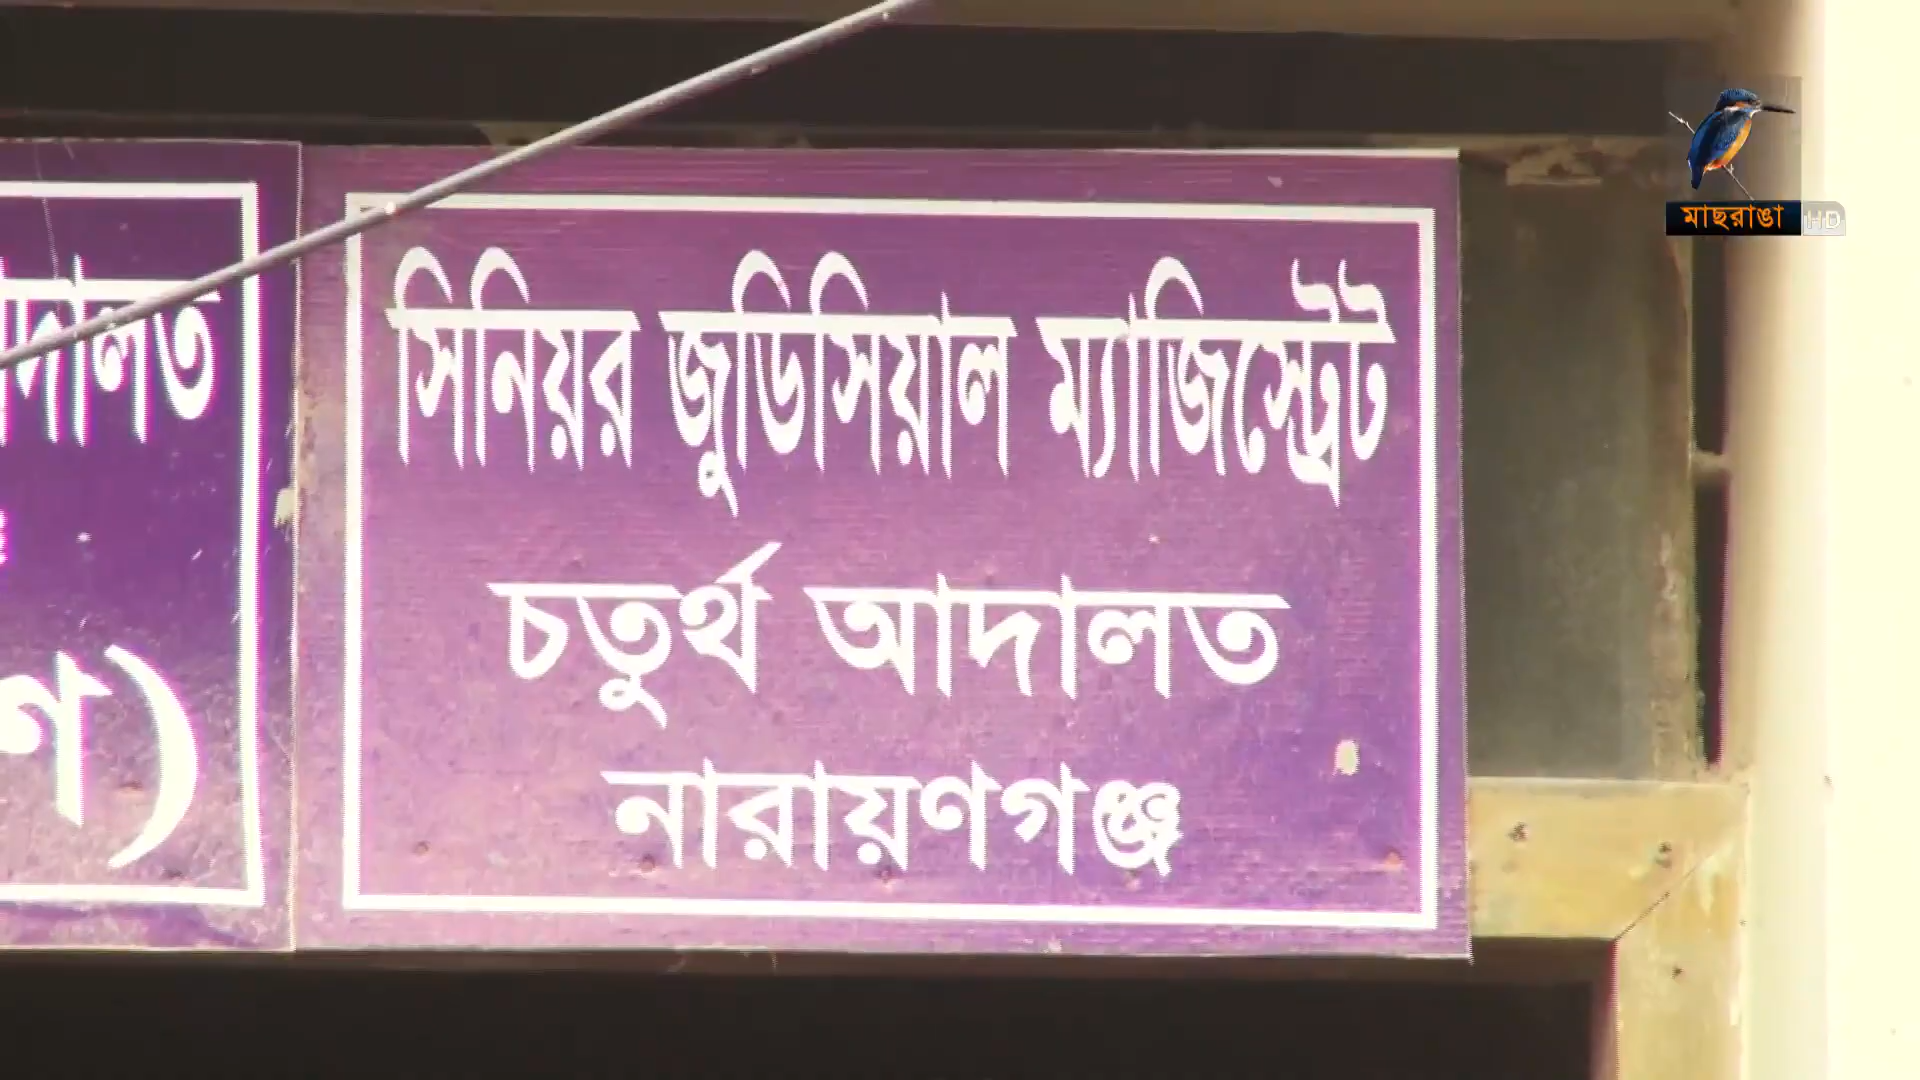 মাছরাঙা HD
সিনিয়র জুডিসিয়াল ম্যাজিস্ট্রেট
চতুর্থ আদালত
নারায়ণগঞ্জ